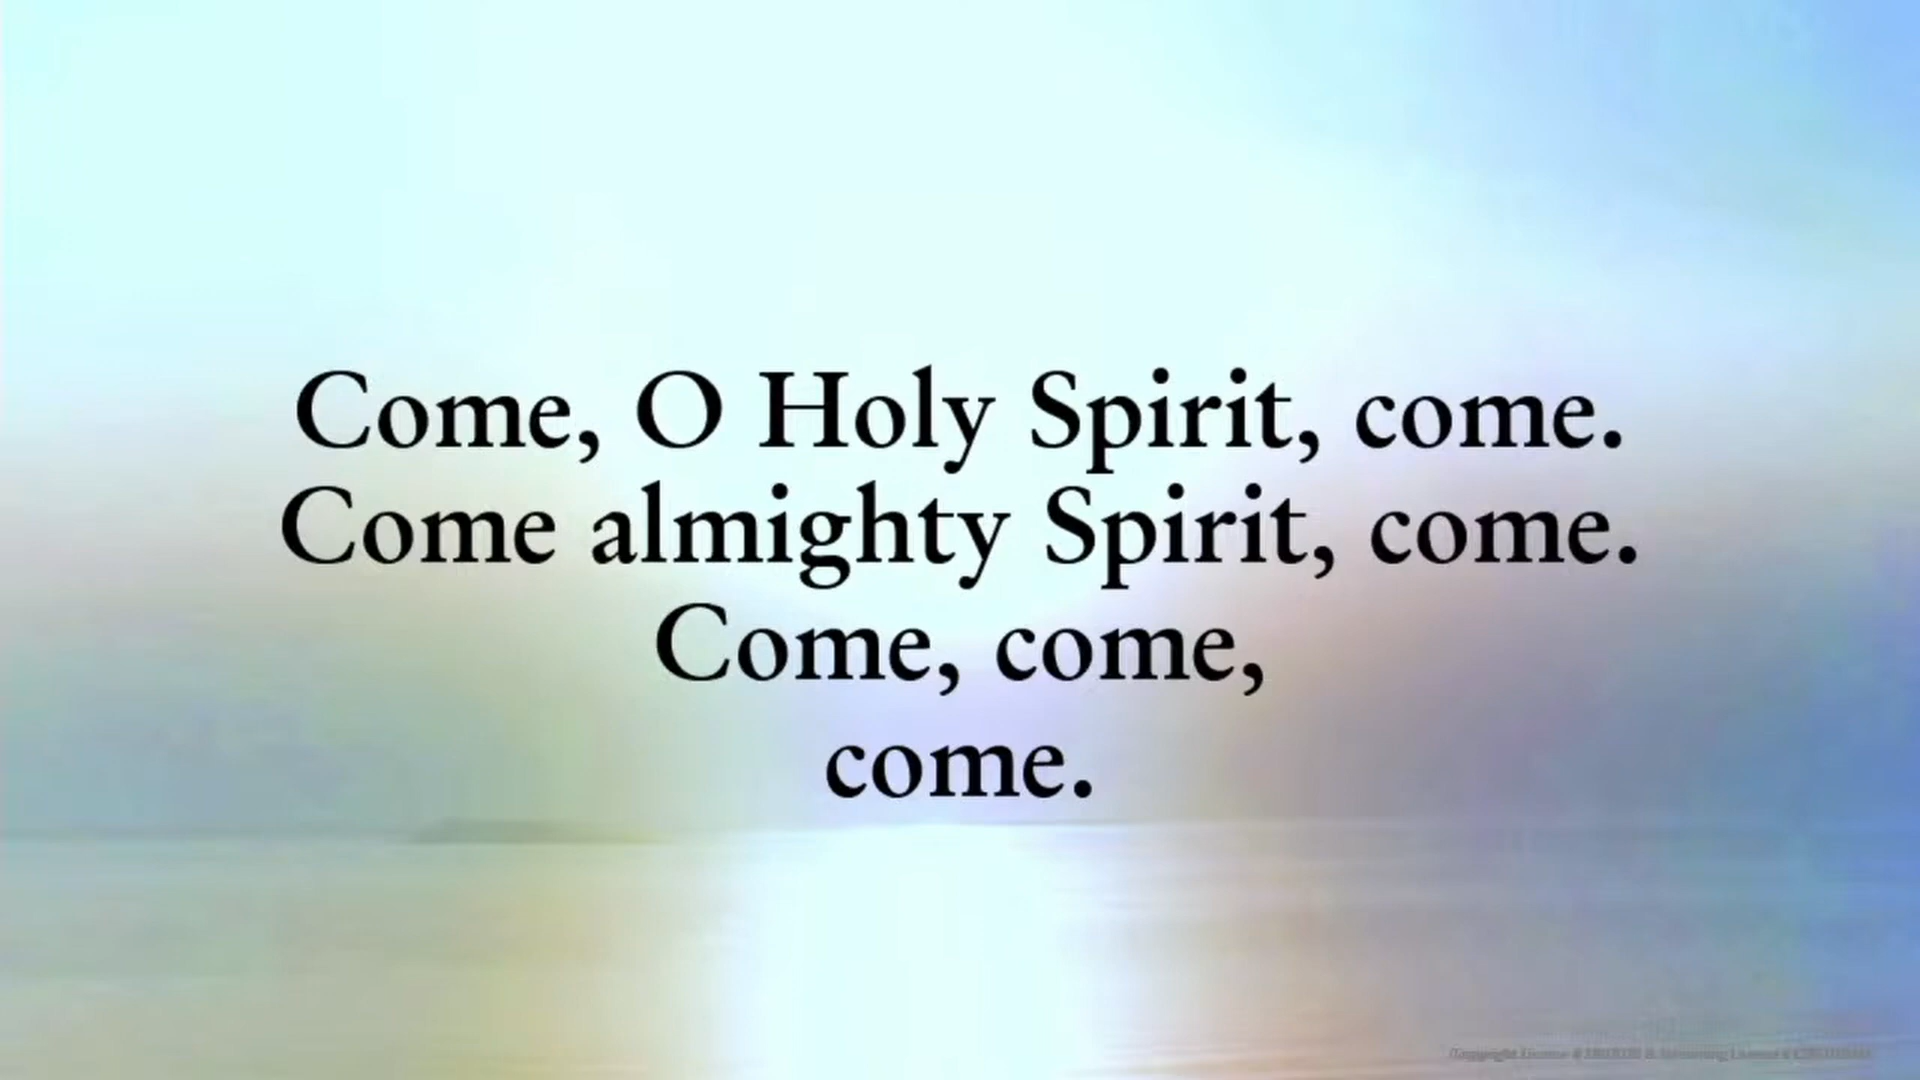 Come, O Holy Spirit, come.
Come almighty Spirit, come.
Come, come,
come.